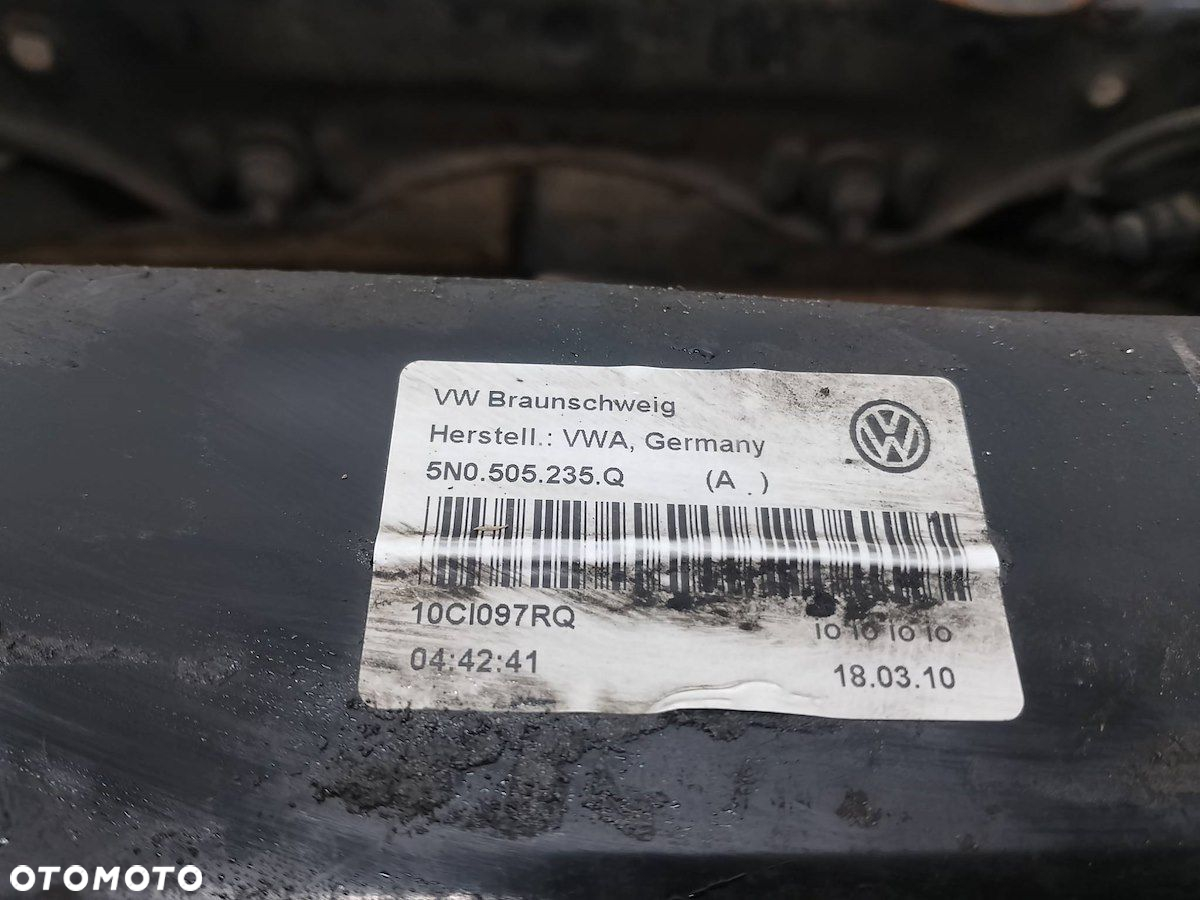 VW Braunschweig
Herstell.: VWA, Germany
5N0.505.235.Q (A . )
10CI097RQ
IO IO IO IO
04:42:41 18.03.10
OTOMOTO